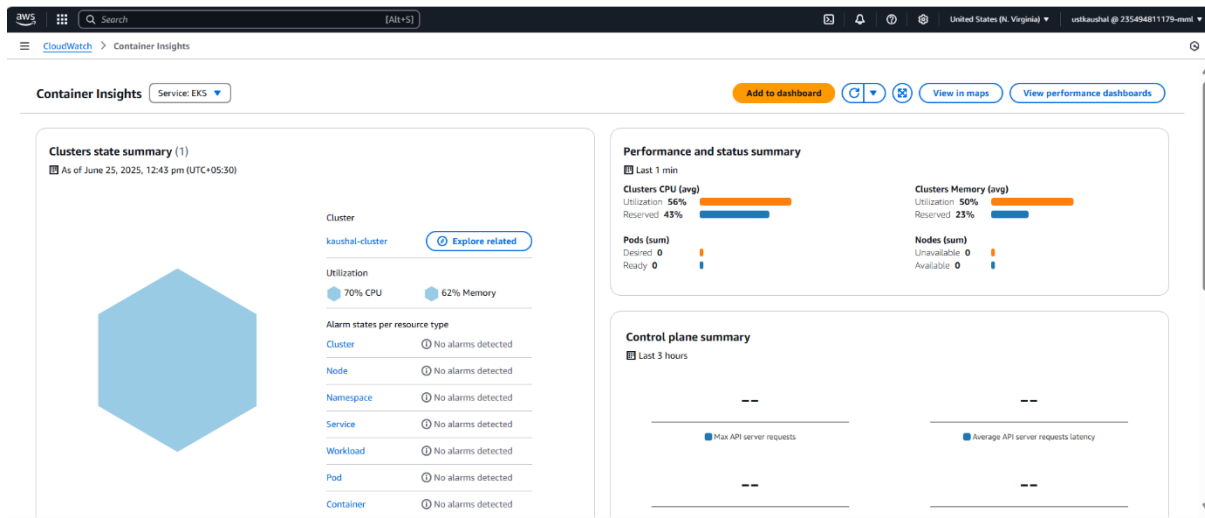 aws
Search [Alt+S]
United States (N. Virginia) ▼
ustkaushal @ 235494811179-mml ▼
CloudWatch > Container Insights
Container Insights
Service: EKS ▼
Add to dashboard
View in maps
View performance dashboards
Clusters state summary (1)
As of June 25, 2025, 12:43 pm (UTC+05:30)
Cluster
kaushal-cluster
Explore related
Utilization
70% CPU
62% Memory
Alarm states per resource type
Cluster No alarms detected
Node No alarms detected
Namespace No alarms detected
Service No alarms detected
Workload No alarms detected
Pod No alarms detected
Container No alarms detected
Performance and status summary
Last 1 min
Clusters CPU (avg)
Utilization 56%
Reserved 43%
Clusters Memory (avg)
Utilization 50%
Reserved 23%
Pods (sum)
Desired 0
Ready 0
Nodes (sum)
Unavailable 0
Available 0
Control plane summary
Last 3 hours
-- --
Max API server requests
Average API server requests latency
-- --